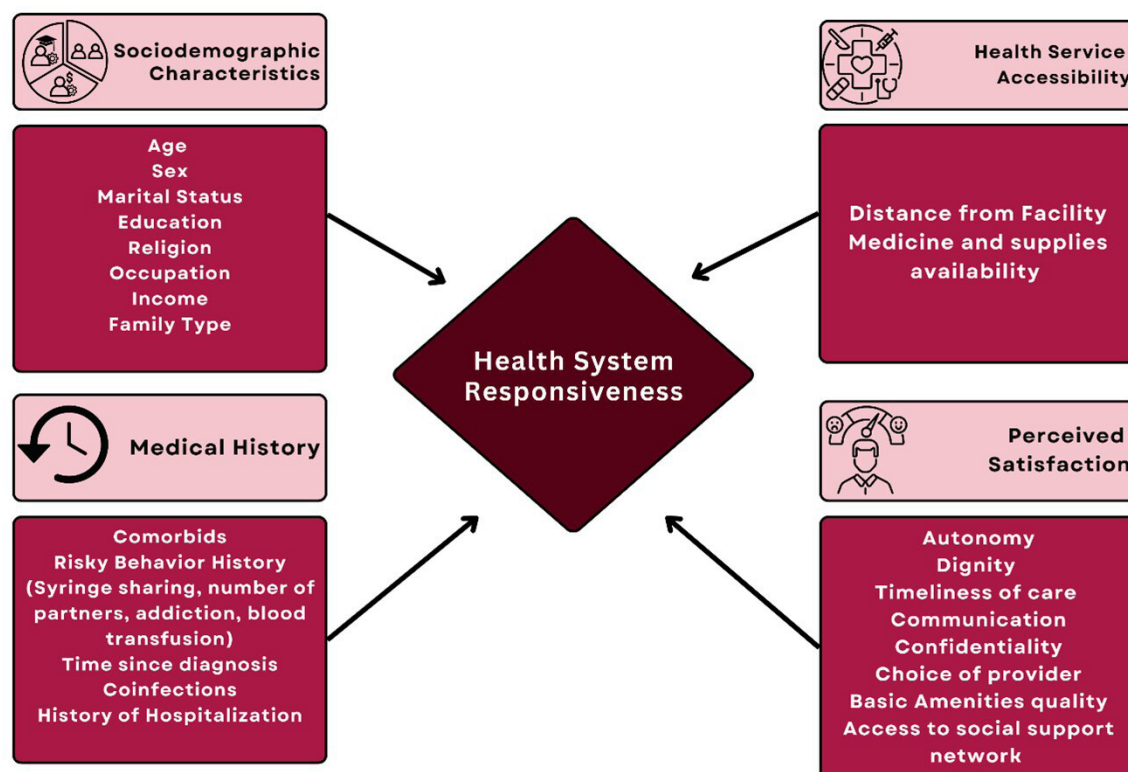 Sociodemographic
Characteristics
Age
Sex
Marital Status
Education
Religion
Occupation
Income
Family Type
Medical History
Comorbids
Risky Behavior History
(Syringe sharing, number of
partners, addiction, blood
transfusion)
Time since diagnosis
Coinfections
History of Hospitalization
Health System
Responsiveness
Health Service
Accessibility
Distance from Facility
Medicine and supplies
availability
Perceived
Satisfaction
Autonomy
Dignity
Timeliness of care
Communication
Confidentiality
Choice of provider
Basic Amenities quality
Access to social support
network